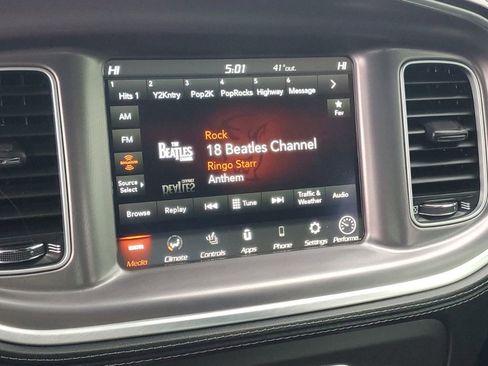 HI 5:01 41°out. HI
1 2 3 4 5 6
Hits 1 Y2Kntry Pop2K PopRocks Highway Message
AM
FM
Fav
Rock
THE BEATLES
18 Beatles Channel
Ringo Starr
Anthem
Source
Select
Browse Replay Tune Traffic & Weather Audio
Media Climate Controls Apps Phone Settings Performa